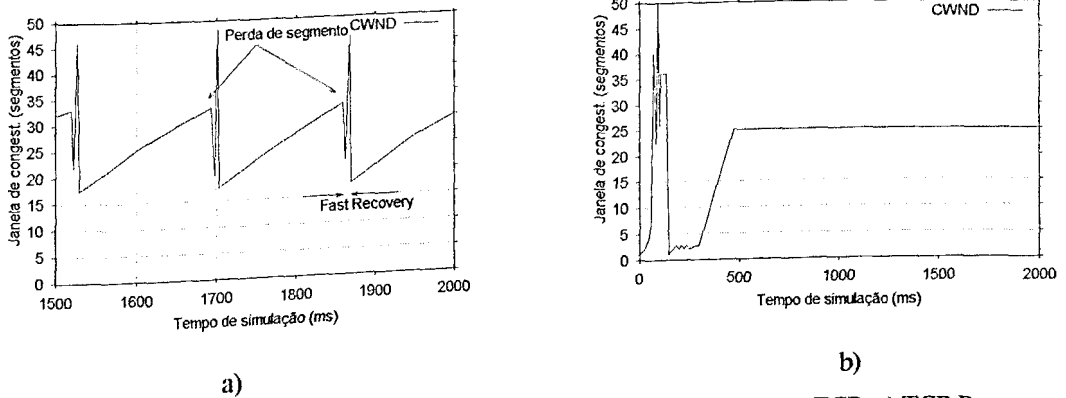 50
45
40
35
30
25
20
15
10
5
0
Janela de congest. (segmentos)
Perda de segmento
CWND
Fast Recovery
1500 1600 1700 1800 1900 2000
Tempo de simulação (ms)
a)
50
45
40
35
30
25
20
15
10
5
0
Janela de congest. (segmentos)
CWND
0 500 1000 1500 2000
Tempo de simulação (ms)
b)